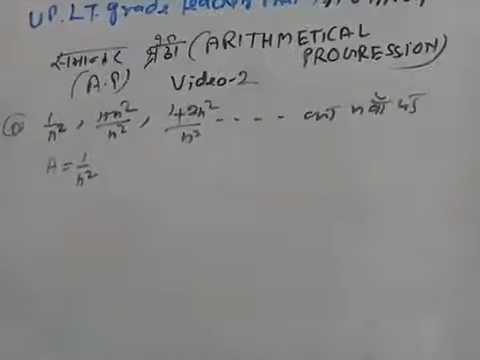 UP.LT. grade teacher
समान्तर श्रेढ़ी (ARITHMETICAL PROGRESSION)
(A.P) Video-2
Q 1/n², 1+n²/n², 1+2n²/n² .... का n वाँ पद
A = 1/n²